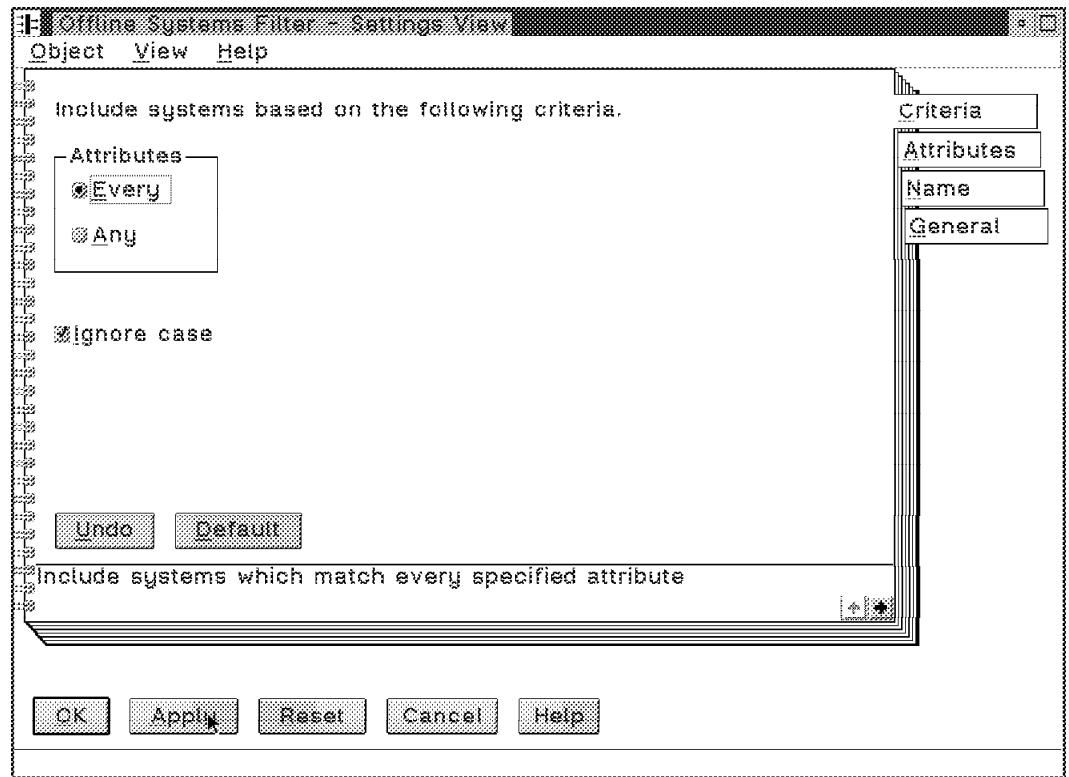 Offline Systems Filter - Settings View
Object View Help
Include systems based on the following criteria.
Attributes
Every
Any
Ignore case
Undo Default
Include systems which match every specified attribute
Criteria
Attributes
Name
General
OK Apply Reset Cancel Help